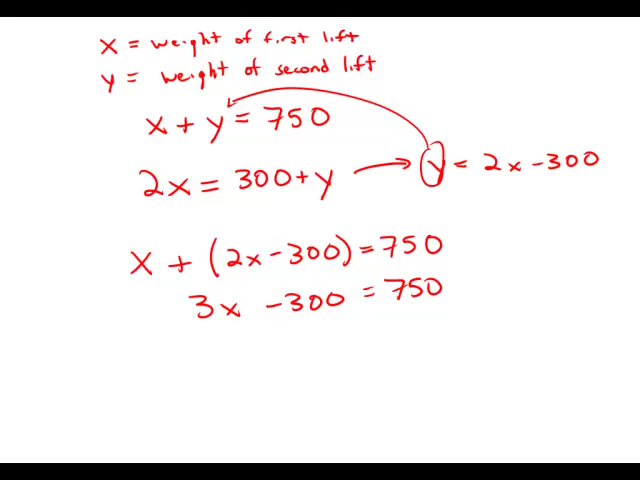 x = weight of first lift
y = weight of second lift
x + y = 750
2x = 300 + y → y = 2x - 300
x + (2x - 300) = 750
3x - 300 = 750